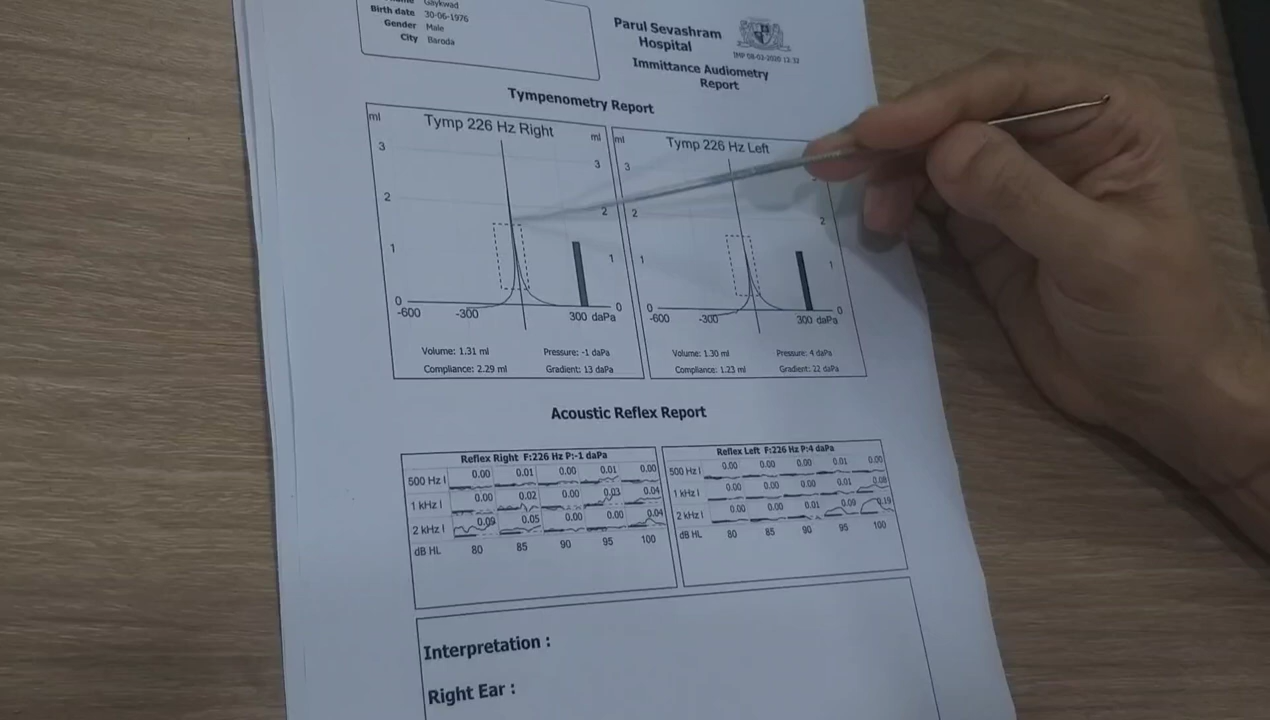 Gaykwad
Birth date 30-06-1976
Gender Male
City Baroda
Parul Sevashram
Hospital
Immittance Audiometry
Report
Tympenometry Report
ml
Tymp 226 Hz Right
ml
3
3
2
2
1
1
0
0
-600
-300
300 daPa
Volume: 1.31 ml
Pressure: -1 daPa
Compliance: 2.29 ml
Gradient: 13 daPa
ml
Tymp 226 Hz Left
3
2
2
1
1
0
0
-600
-300
300 daPa
Volume: 1.30 ml
Pressure: 4 daPa
Compliance: 1.23 ml
Gradient: 22 daPa
Acoustic Reflex Report
Reflex Right F:226 Hz P:-1 daPa
500 Hz I 0.00 0.01 0.00 0.01 0.00
1 kHz I 0.00 0.02 0.00 0.03 0.04
2 kHz I 0.09 0.05 0.00 0.00 0.04
dB HL 80 85 90 95 100
Reflex Left F:226 Hz P:4 daPa
500 Hz I 0.00 0.00 0.00 0.01 0.00
1 kHz I 0.00 0.00 0.00 0.01 0.08
2 kHz I 0.00 0.00 0.01 0.09 0.19
dB HL 80 85 90 95 100
Interpretation :
Right Ear :